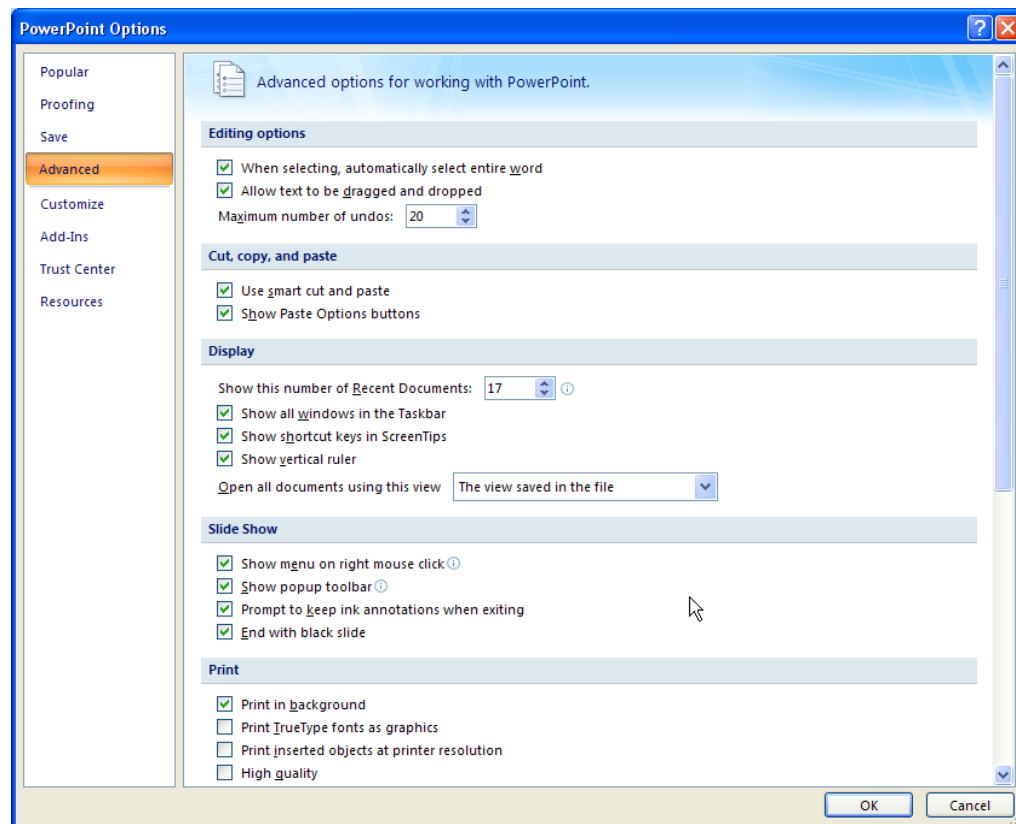 PowerPoint Options
Popular
Proofing
Save
Advanced
Customize
Add-Ins
Trust Center
Resources
Advanced options for working with PowerPoint.
Editing options
When selecting, automatically select entire word
Allow text to be dragged and dropped
Maximum number of undos: 20
Cut, copy, and paste
Use smart cut and paste
Show Paste Options buttons
Display
Show this number of Recent Documents: 17
Show all windows in the Taskbar
Show shortcut keys in ScreenTips
Show vertical ruler
Open all documents using this view The view saved in the file
Slide Show
Show menu on right mouse click
Show popup toolbar
Prompt to keep ink annotations when exiting
End with black slide
Print
Print in background
Print TrueType fonts as graphics
Print inserted objects at printer resolution
High quality
OK Cancel